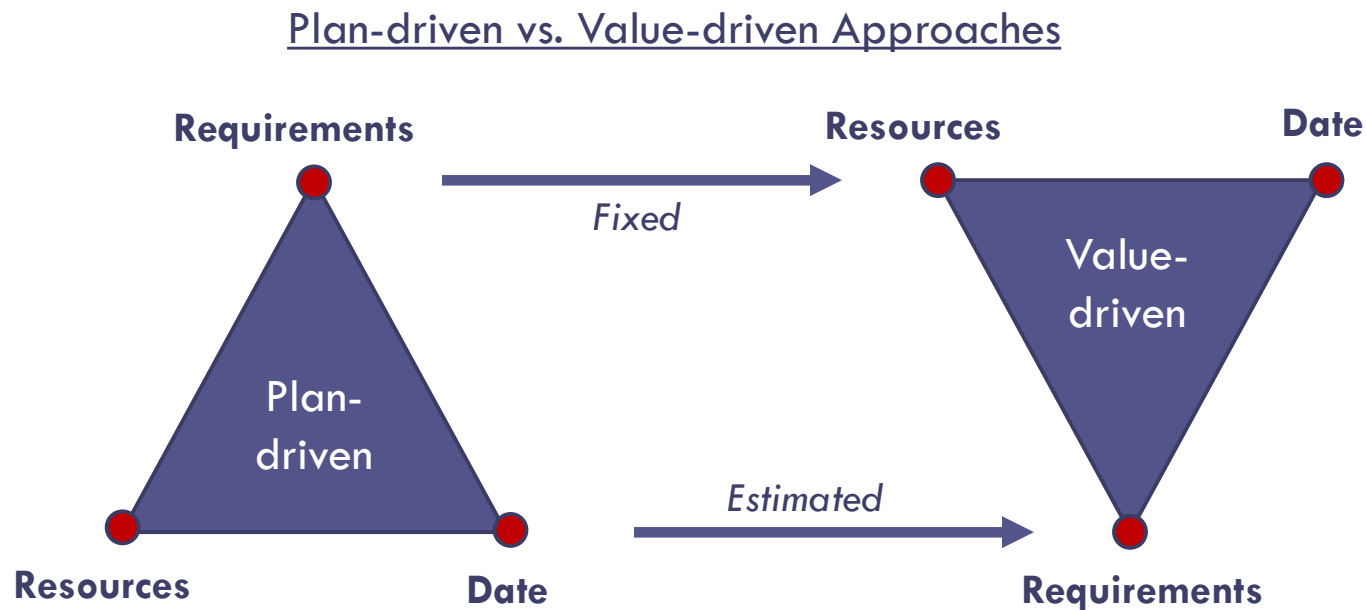 Plan-driven vs. Value-driven Approaches
Requirements
Resources
Date
Fixed
Value-
driven
Plan-
driven
Estimated
Resources
Date
Requirements